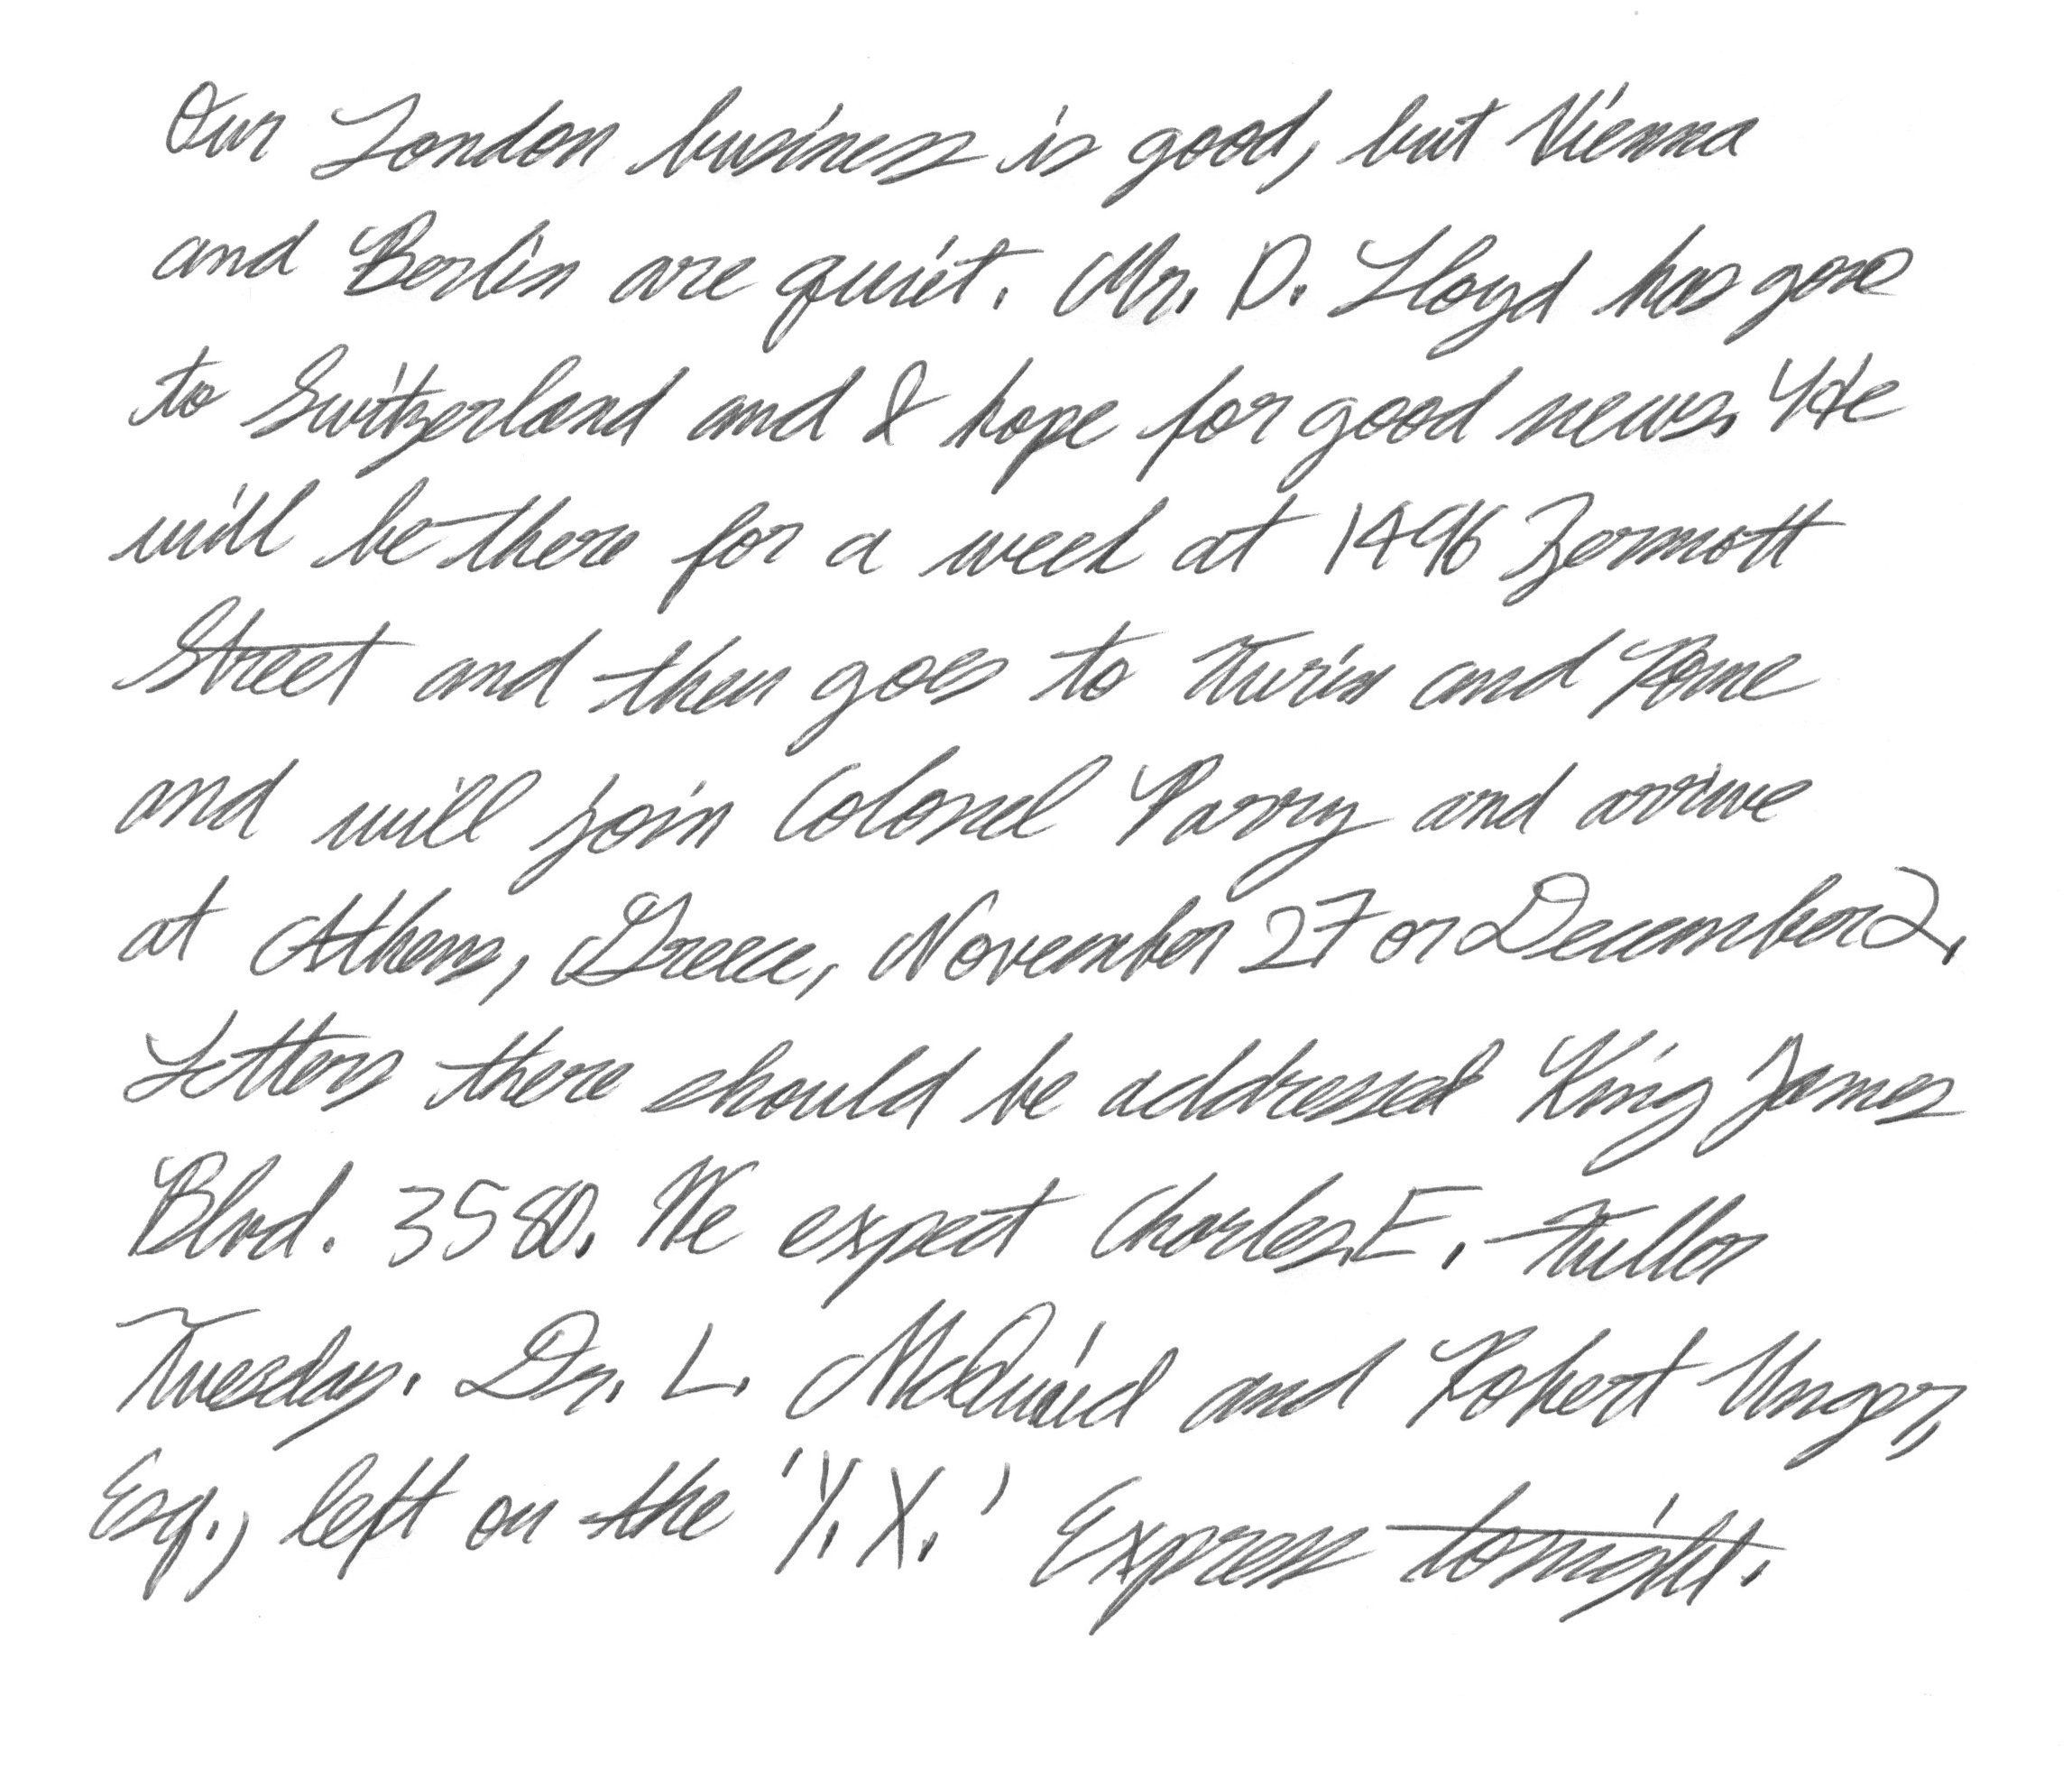 Our London business is good, but Vienna
and Berlin are quiet. Mr. D. Lloyd has gone
to Switzerland and I hope for good news. He
will be there for a week at 1496 Zermott
Street and then goes to Turin and Rome
and will join Colonel Parry and arrive
at Athens, Greece, November 27 or December 2.
Letters there should be addressed King James
Blvd. 3580. We expect Charles E. Fuller
Tuesday. Dr. L. McQuaid and Robert Unger,
Esq., left on the 'Y.X.' Express tonight.